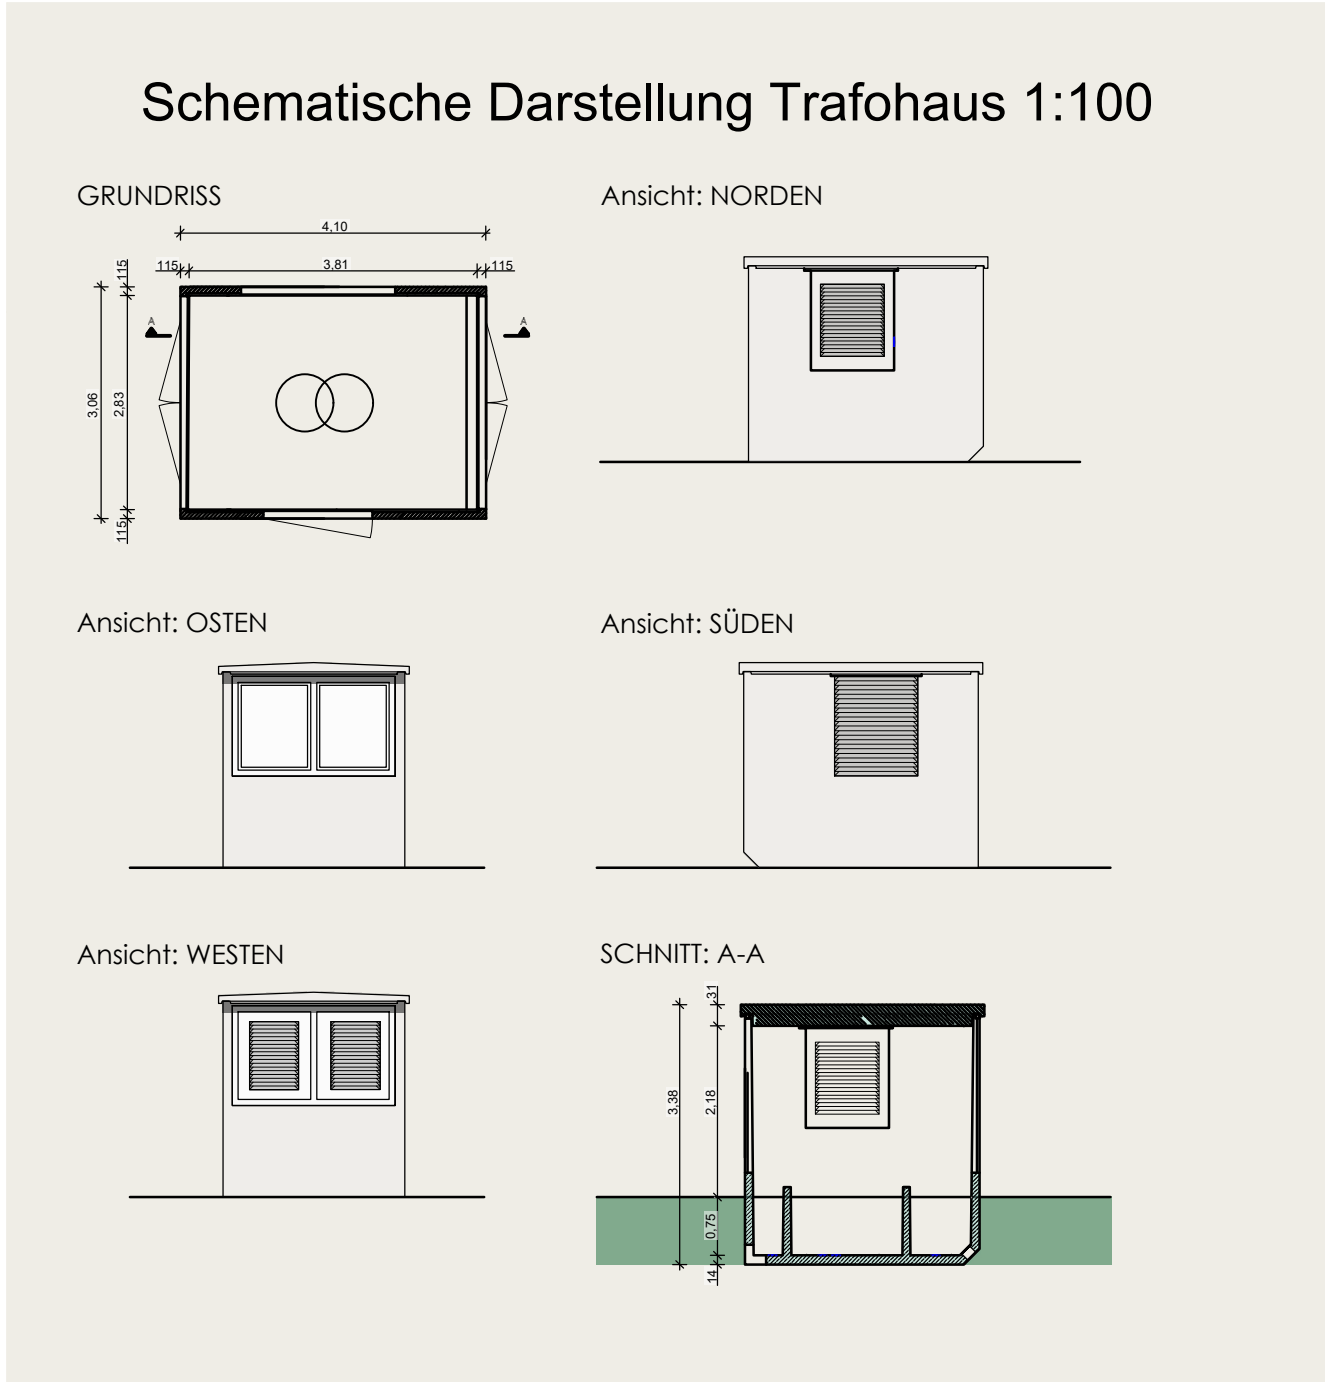 Schematische Darstellung Trafohaus 1:100
GRUNDRISS
4,10
115
3,81
115
115
3,06
2,83
115
A
A
Ansicht: NORDEN
Ansicht: OSTEN
Ansicht: SÜDEN
Ansicht: WESTEN
SCHNITT: A-A
31
3,38
2,18
0,75
14